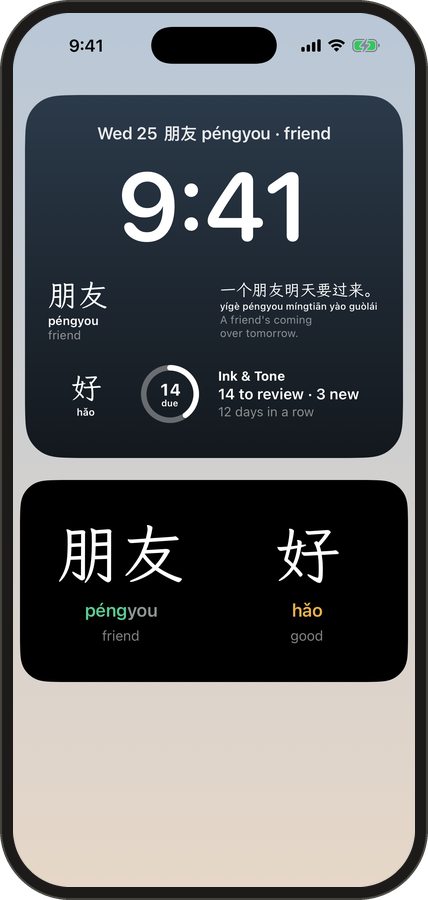 9:41
Wed 25 朋友 péngyou · friend
9:41
朋友
péngyou
friend
一个朋友明天要过来。
yígè péngyou míngtiān yào guòlái
A friend's coming
over tomorrow.
好
hǎo
14
due
Ink & Tone
14 to review · 3 new
12 days in a row
朋友
péngyou
friend
好
hǎo
good